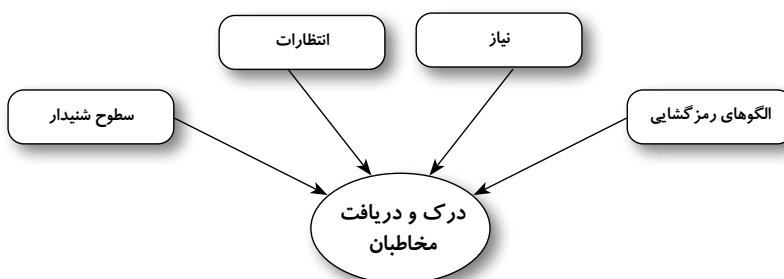 نیاز
انتظارات
الگوهای رمزگشایی
سطوح شنیدار
درک و دریافت
مخاطبان